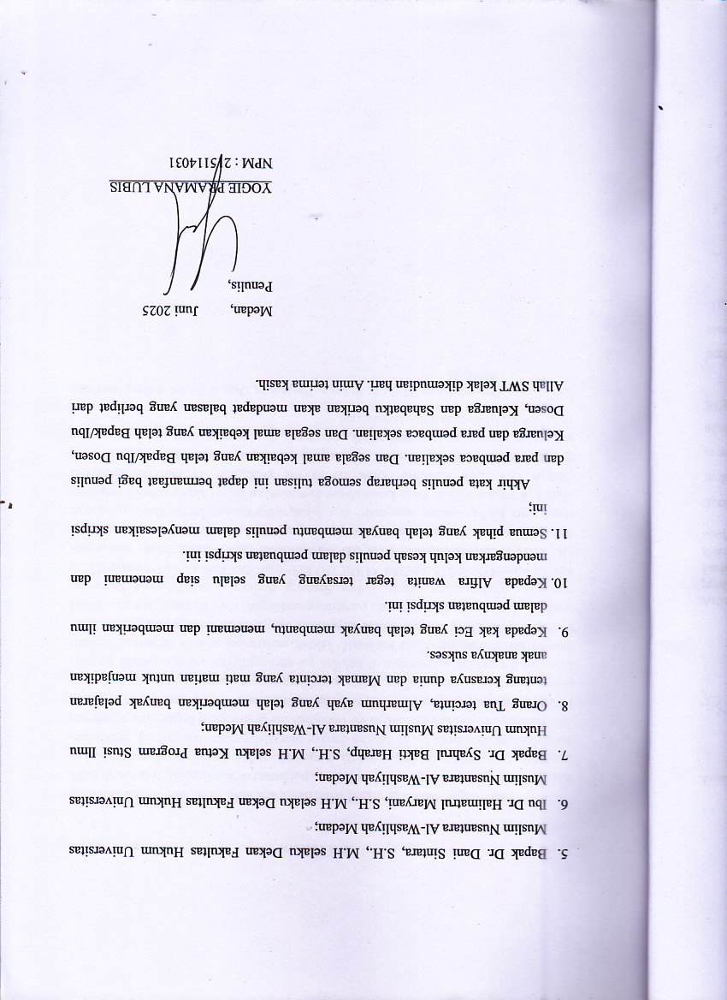 5. Bapak Dr. Dani Sintara, S.H., M.H selaku Dekan Fakultas Hukum Universitas
Muslim Nusantara Al-Washliyah Medan;
6. Ibu Dr. Halimatul Maryani, S.H., M.H selaku Dekan Fakultas Hukum Universitas
Muslim Nusantara Al-Washliyah Medan;
7. Bapak Dr. Syahrul Bakti Harahp, S.H., M.H selaku Ketua Program Stusi Ilmu
Hukum Universitas Muslim Nusantara Al-Washliyah Medan;
8. Orang Tua tercinta, Almarhum ayah yang telah memberikan banyak pelajaran
tentang kerasnya dunia dan Mamak tercinta yang mati matian untuk menjadikan
anak anaknya sukses.
9. Kepada kak Eci yang telah banyak membantu, memenami dan memberikan ilmu
dalam pembuatan skripsi ini.
10. Kepada Alfira wanita tegar tersayang yang selalu siap menemani dan
mendengarkan keluh kesah penulis dalam pembuatan skripsi ini.
11. Semua pihak yang telah banyak membantu penulis dalam menyelesaikan skripsi
ini;
Akhir kata penulis berharap semoga tulisan ini dapat bermanfaat bagi penulis
dan para pembaca sekalian. Dan segala amal kebaikan yang telah Bapak/Ibu Dosen,
Keluarga dan para pembaca sekalian. Dan segala amal kebaikan yang telah Bapak/Ibu
Dosen, Keluarga dan Sahabatku berikan akan mendapat balasan yang berlipat dari
Allah SWT kelak dikemudian hari. Amin terima kasih.
Medan, Juni 2025
Penulis,
YOGIE PRAMANA LUBIS
NPM : 215114031